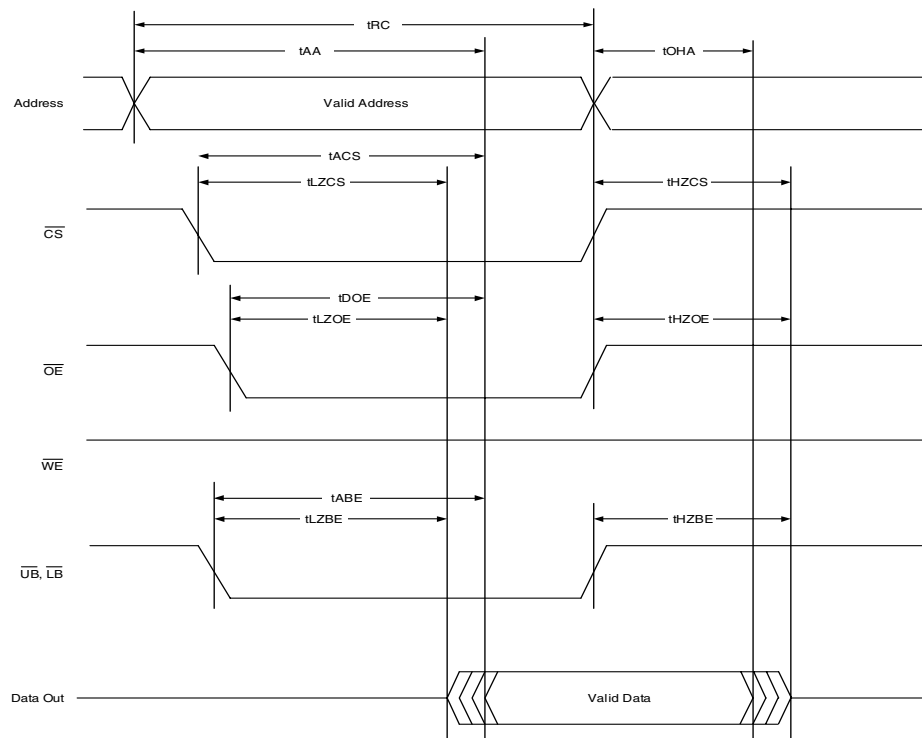 tRC
tAA
tOHA
Address
Valid Address
tACS
tLZCS
tHZCS
CS
tDOE
tLZOE
tHZOE
OE
WE
tABE
tLZBE
tHZBE
UB, LB
Data Out
Valid Data